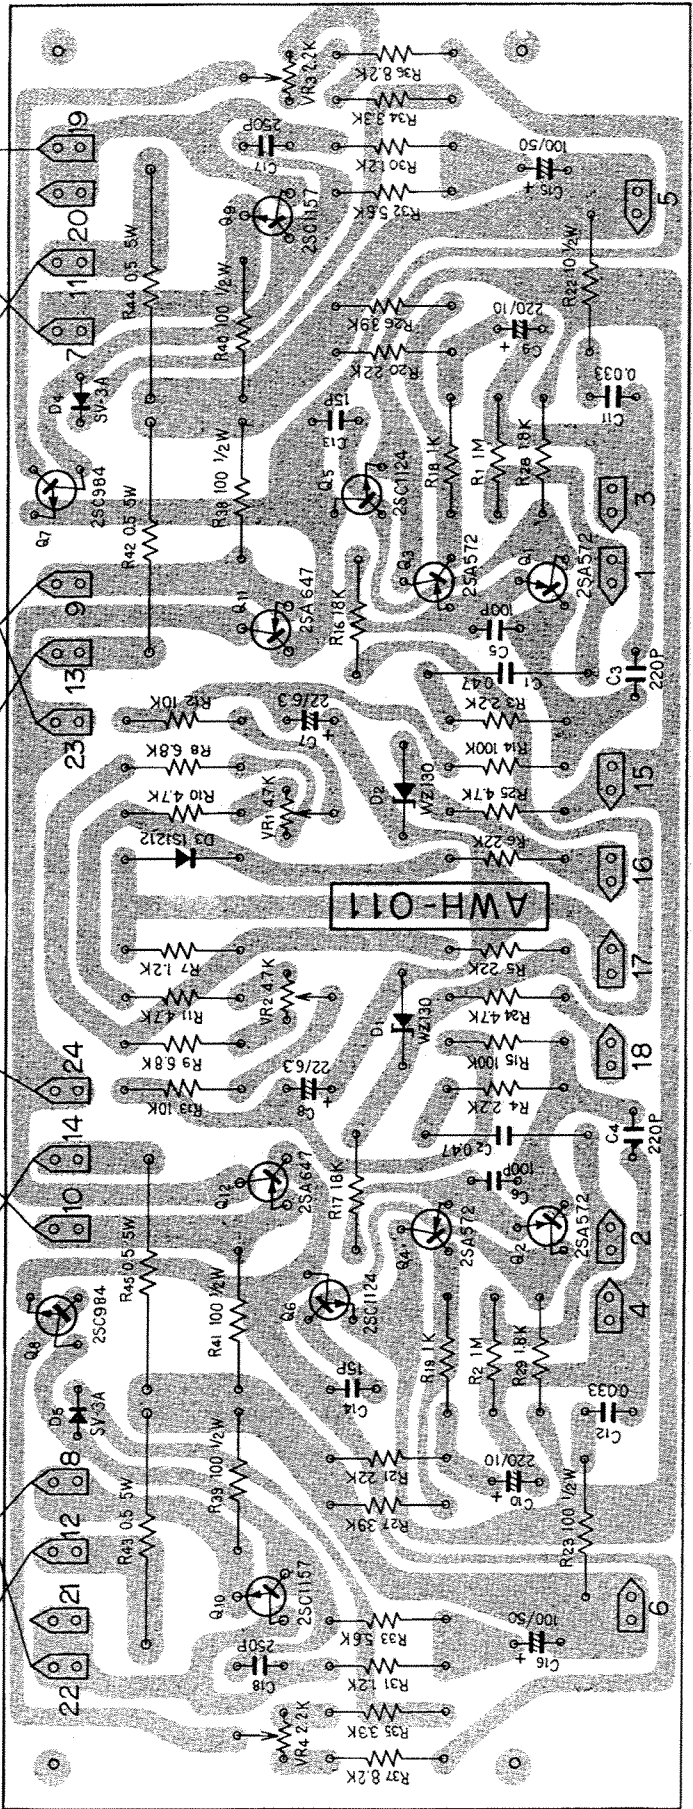 R36 8.2K
VR3 2.2K
R34 3.3K
19
250P
C17
R30 1.2K
100/50
C15 +
R32 5.6K
5
20
Q9
2SC1157
R44 0.5 5W
11
R22 10 1/2W
R26 39K
220/10
C9
+
R40 100 1/2W
7
R20 22K
D4
SV-3A
0.033
C11
15P
C13
R18 1K
R1 1M
R28 1.8K
Q7
2SC984
R38 100 1/2W
Q5
2SC1124
3
R42 0.5 5W
Q3
2SA572
Q1
2SA572
1
9
Q11
2SA647
R16 18K
100P
C5
13
C1
0.47
C3
220P
23
R12 10K
22/6.3
C7
+
R3 2.2K
R8 6.8K
R14 100K
15
R10 4.7K
VR1 4.7K
D2
WZ130
R25 4.7K
D3 1S1212
R6 22K
16
AWH-011
R7 1.2K
R5 22K
17
R11 4.7K
VR2 4.7K
D1
WZ130
R24 4.7K
R9 6.8K
R15 100K
18
24
R13 10K
22/6.3
C8
+
R4 2.2K
14
C2 0.47
C4
220P
R17 18K
100P
C6
Q12
2SA647
10
Q4
2SA572
Q2
2SA572
2
R45 0.5 5W
Q8
2SC984
R41 100 1/2W
Q6
2SC1124
4
R19 1K
R2 1M
R29 1.8K
D5
SV-3A
15P
C14
0.033
C12
8
R39 100 1/2W
R21 22K
220/10
C10
+
12
R43 0.5 5W
R27 39K
R23 100 1/2W
21
Q10
2SC1157
R33 5.6K
6
22
250P
C18
R31 1.2K
100/50
C16
+
VR4 2.2K
R35 3.3K
R37 8.2K